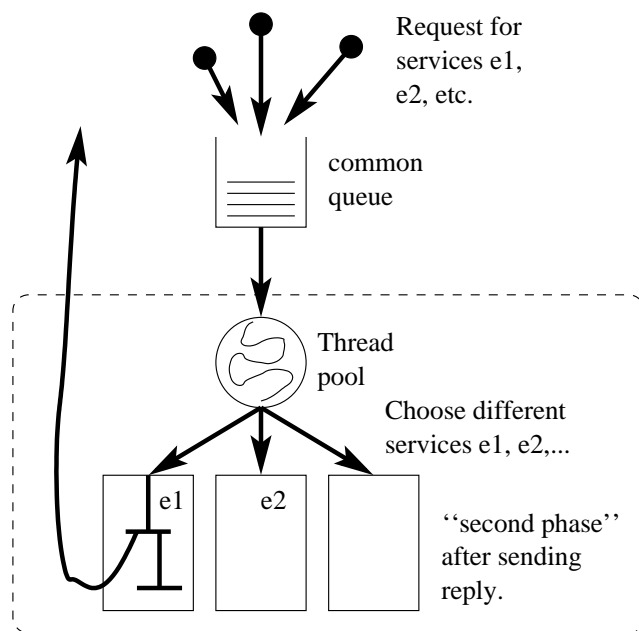 Request for
services e1,
e2, etc.
common
queue
Thread
pool
Choose different
services e1, e2,...
e1
e2
‘‘second phase’’
after sending
reply.